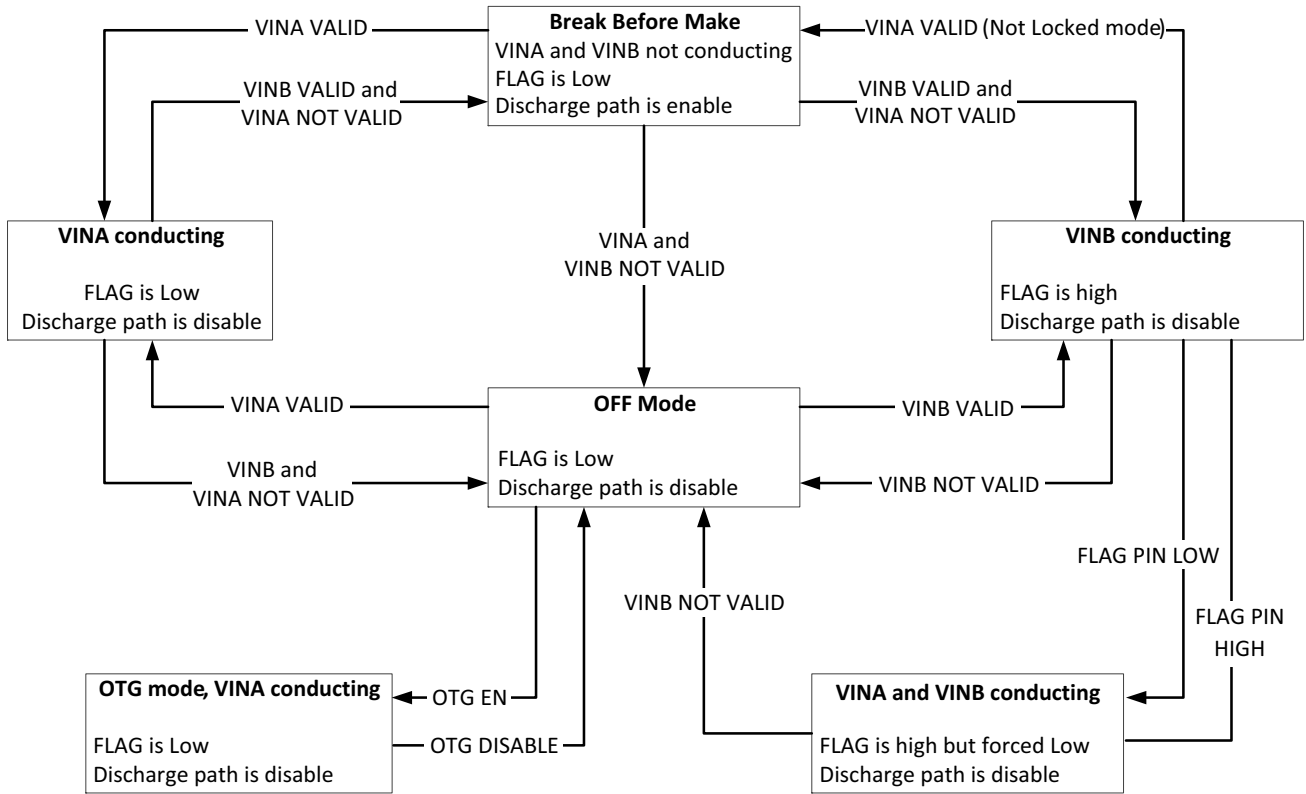 Break Before Make
VINA and VINB not conducting
FLAG is Low
Discharge path is enable
VINA VALID
VINA VALID (Not Locked mode)
VINB VALID and
VINA NOT VALID
VINB VALID and
VINA NOT VALID
VINA conducting
FLAG is Low
Discharge path is disable
VINA and
VINB NOT VALID
VINB conducting
FLAG is high
Discharge path is disable
VINA VALID
OFF Mode
FLAG is Low
Discharge path is disable
VINB VALID
VINB and
VINA NOT VALID
VINB NOT VALID
FLAG PIN LOW
VINB NOT VALID
FLAG PIN
HIGH
OTG mode, VINA conducting
FLAG is Low
Discharge path is disable
OTG EN
OTG DISABLE
VINA and VINB conducting
FLAG is high but forced Low
Discharge path is disable